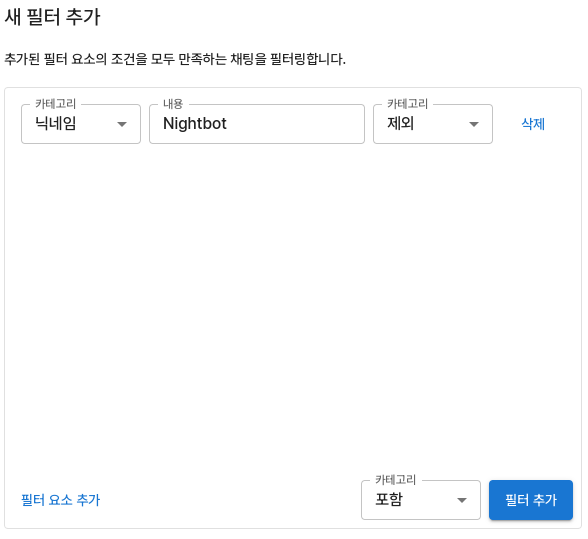 새 필터 추가
추가된 필터 요소의 조건을 모두 만족하는 채팅을 필터링합니다.
카테고리 내용 카테고리
닉네임 Nightbot 제외 삭제
카테고리
필터 요소 추가 포함 필터 추가